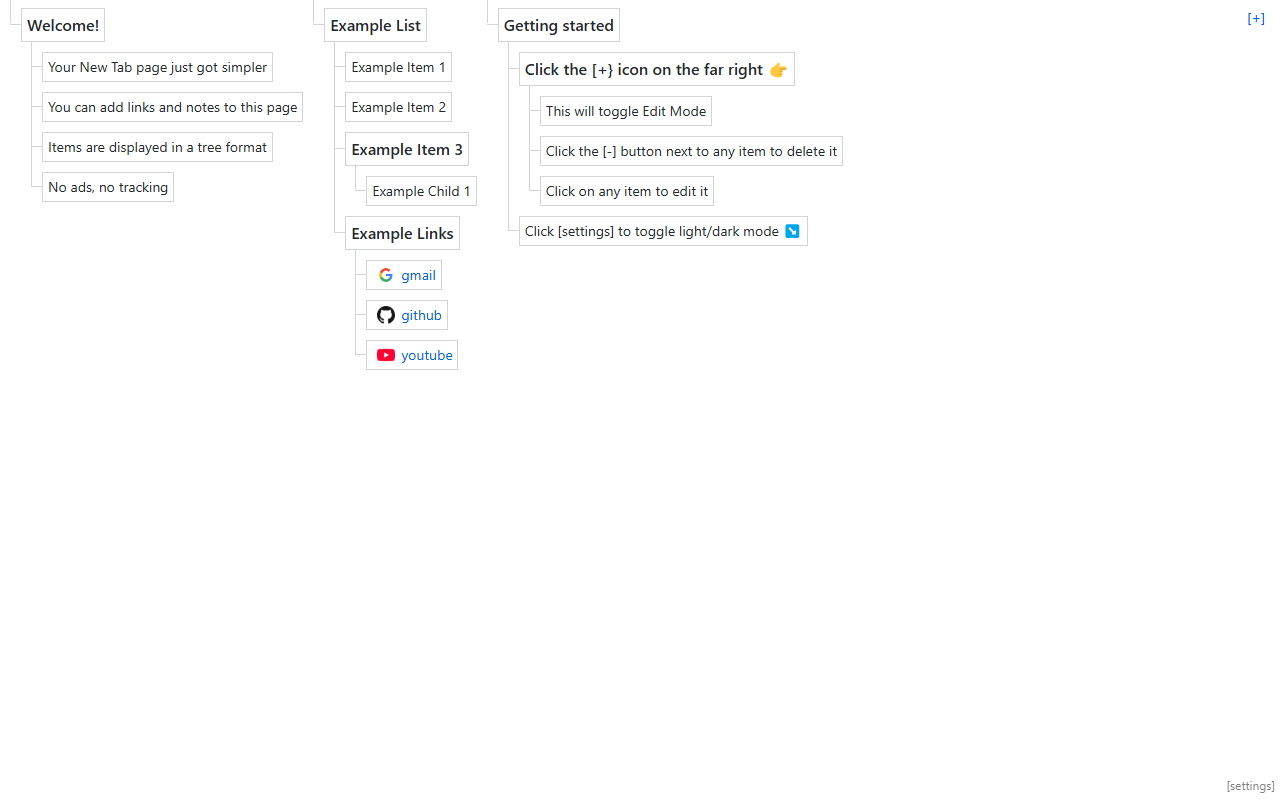 Welcome!
Your New Tab page just got simpler
You can add links and notes to this page
Items are displayed in a tree format
No ads, no tracking
Example List
Example Item 1
Example Item 2
Example Item 3
Example Child 1
Example Links
gmail
github
youtube
Getting started
Click the [+} icon on the far right 👉
This will toggle Edit Mode
Click the [-] button next to any item to delete it
Click on any item to edit it
Click [settings] to toggle light/dark mode ↘️
[+]
[settings]